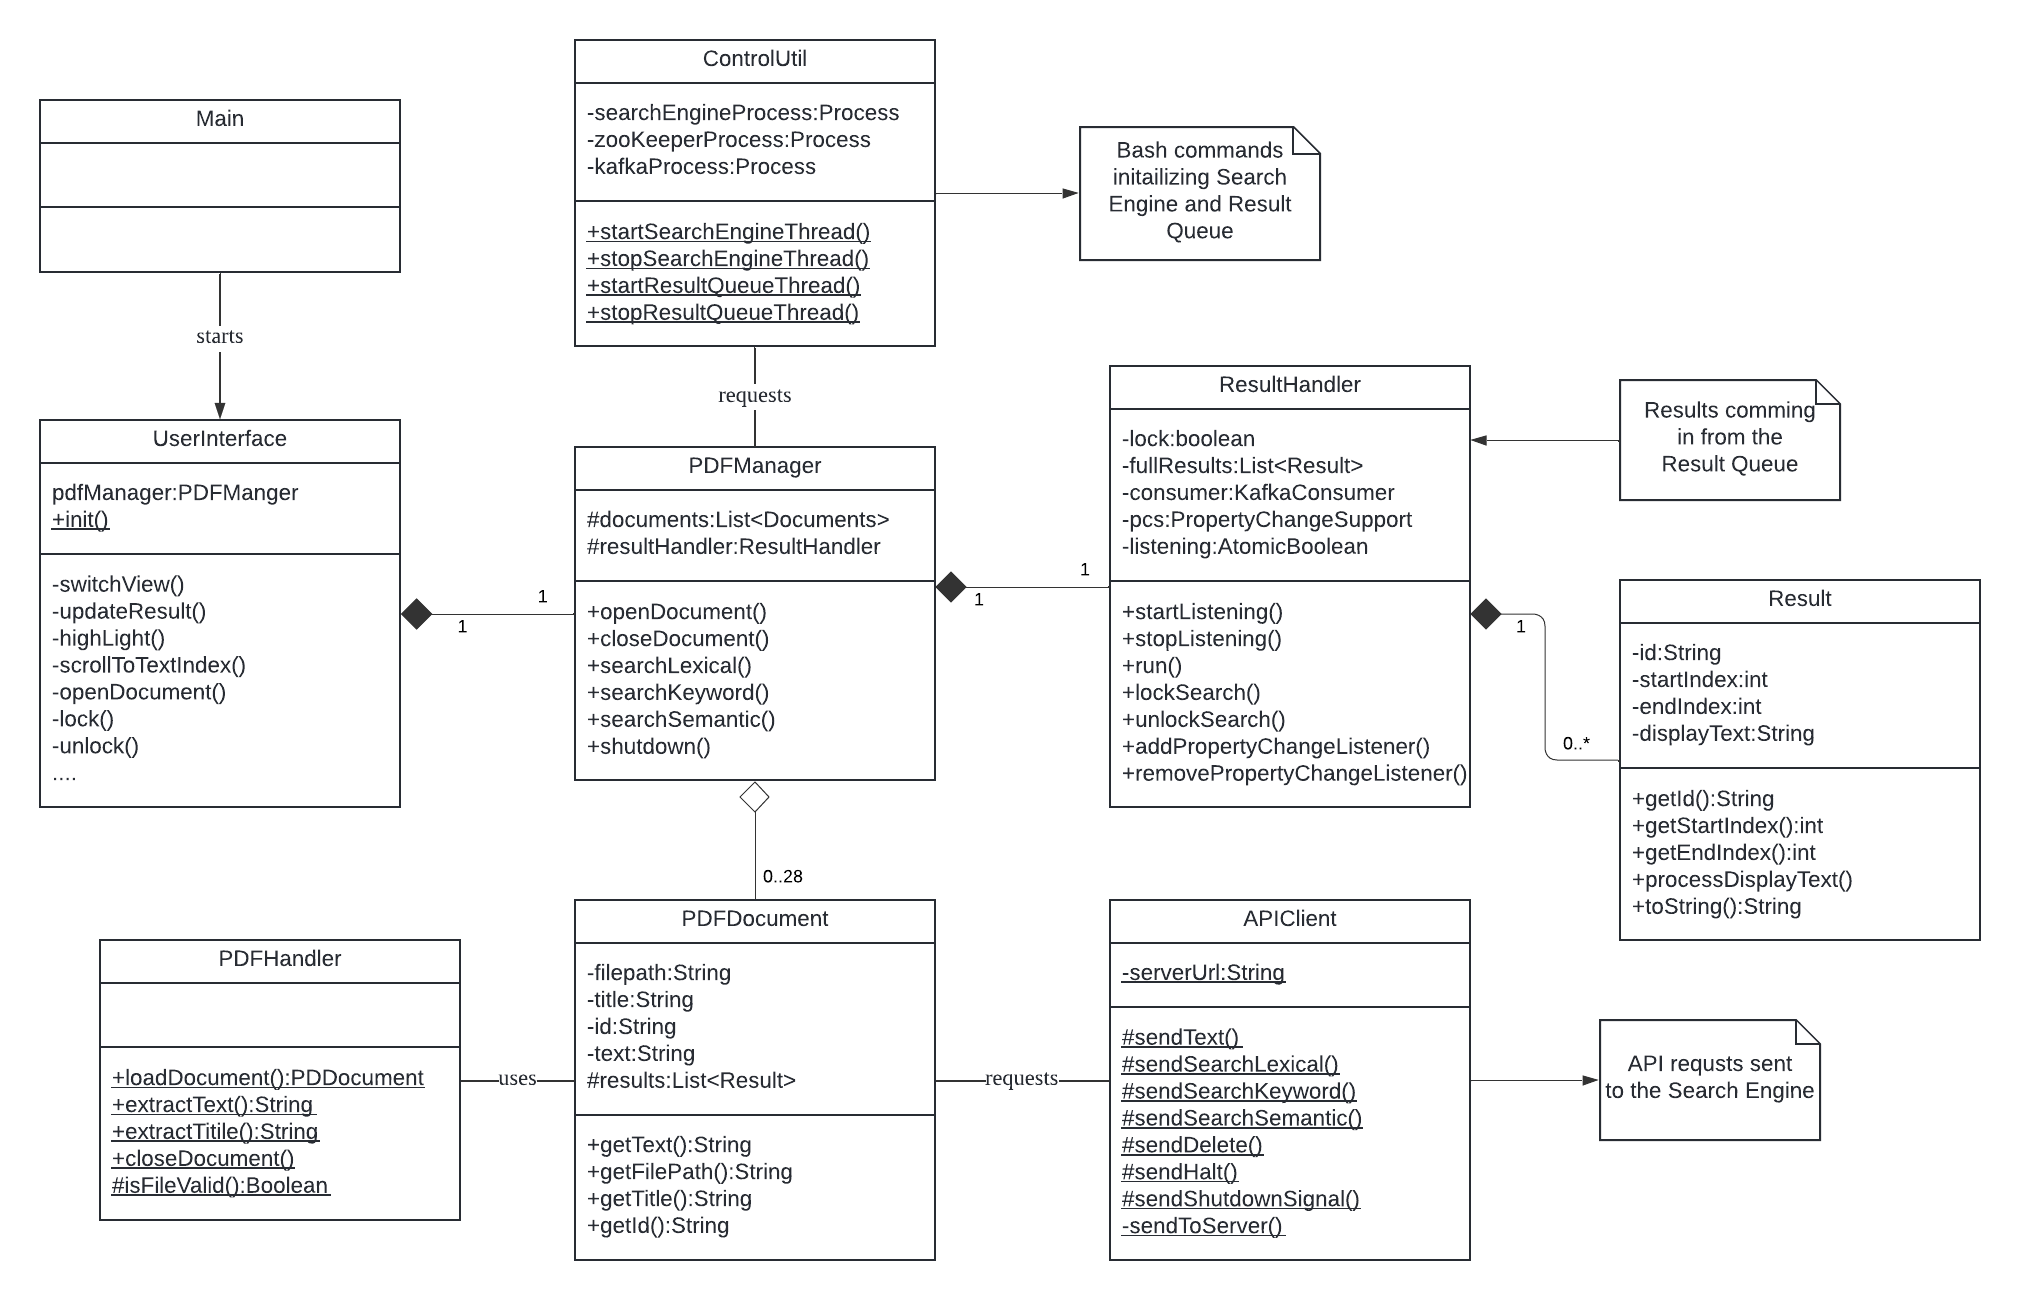 ControlUtil
-searchEngineProcess:Process
-zooKeeperProcess:Process
-kafkaProcess:Process
+startSearchEngineThread()
+stopSearchEngineThread()
+startResultQueueThread()
+stopResultQueueThread()
Main
Bash commands
initailizing Search
Engine and Result
Queue
starts
requests
UserInterface
pdfManager:PDFManger
+init()
-switchView()
-updateResult()
-highLight()
-scrollToTextIndex()
-openDocument()
-lock()
-unlock()
....
1
1
PDFManager
#documents:List<Documents>
#resultHandler:ResultHandler
+openDocument()
+closeDocument()
+searchLexical()
+searchKeyword()
+searchSemantic()
+shutdown()
1
1
ResultHandler
-lock:boolean
-fullResults:List<Result>
-consumer:KafkaConsumer
-pcs:PropertyChangeSupport
-listening:AtomicBoolean
+startListening()
+stopListening()
+run()
+lockSearch()
+unlockSearch()
+addPropertyChangeListener()
+removePropertyChangeListener()
Results comming
in from the
Result Queue
1
0..*
Result
-id:String
-startIndex:int
-endIndex:int
-displayText:String
+getId():String
+getStartIndex():int
+getEndIndex():int
+processDisplayText()
+toString():String
0..28
PDFHandler
+loadDocument():PDDocument
+extractText():String
+extractTitile():String
+closeDocument()
#isFileValid():Boolean
uses
PDFDocument
-filepath:String
-title:String
-id:String
-text:String
#results:List<Result>
+getText():String
+getFilePath():String
+getTitle():String
+getId():String
requests
APIClient
-serverUrl:String
#sendText()
#sendSearchLexical()
#sendSearchKeyword()
#sendSearchSemantic()
#sendDelete()
#sendHalt()
#sendShutdownSignal()
-sendToServer()
API requsts sent
to the Search Engine